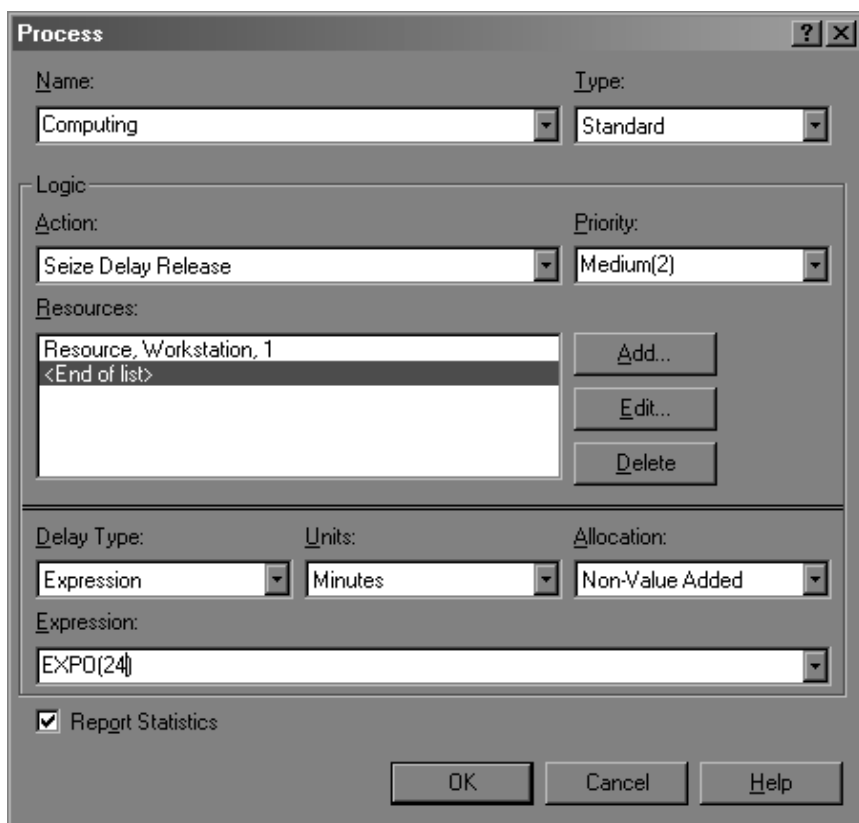 Process ? X
Name: Type:
Computing Standard
Logic
Action: Priority:
Seize Delay Release Medium(2)
Resources:
Resource, Workstation, 1
<End of list>
Add...
Edit...
Delete
Delay Type: Units: Allocation:
Expression Minutes Non-Value Added
Expression:
EXPO(24)
Report Statistics
OK Cancel Help